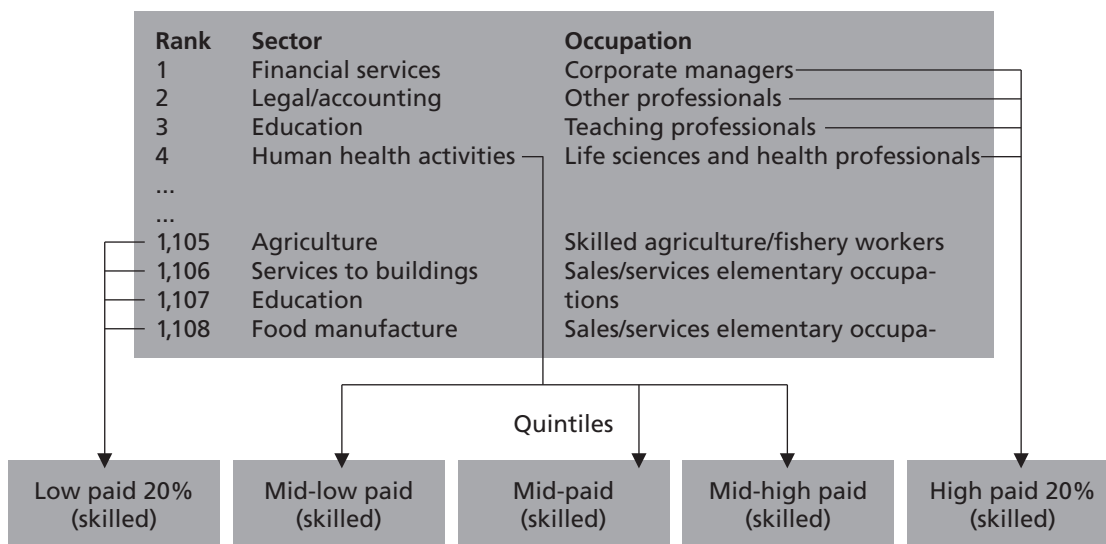 Rank Sector Occupation
1 Financial services Corporate managers
2 Legal/accounting Other professionals
3 Education Teaching professionals
4 Human health activities Life sciences and health professionals
...
...
1,105 Agriculture Skilled agriculture/fishery workers
1,106 Services to buildings Sales/services elementary occupa-
1,107 Education tions
1,108 Food manufacture Sales/services elementary occupa-
Quintiles
Low paid 20% Mid-low paid Mid-paid Mid-high paid High paid 20%
(skilled) (skilled) (skilled) (skilled) (skilled)